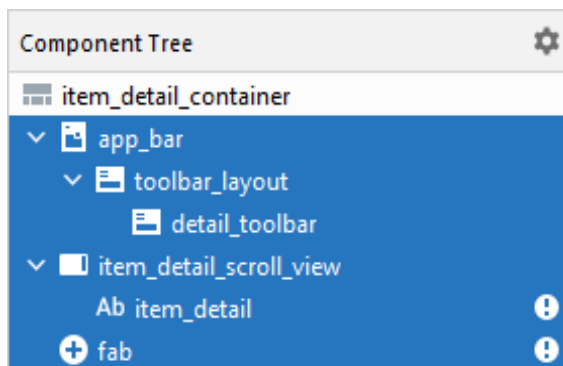 Component Tree
item_detail_container
app_bar
toolbar_layout
detail_toolbar
item_detail_scroll_view
Ab item_detail
fab